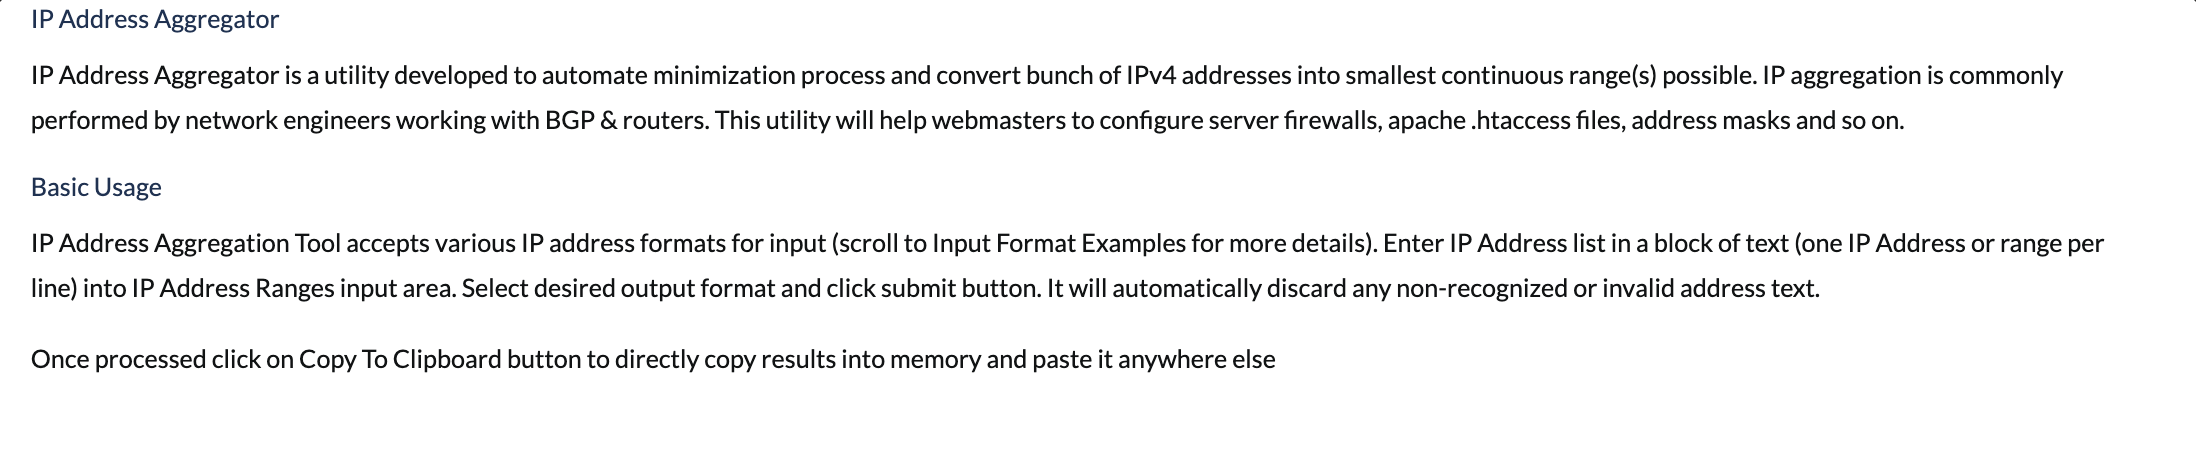 IP Address Aggregator
IP Address Aggregator is a utility developed to automate minimization process and convert bunch of IPv4 addresses into smallest continuous range(s) possible. IP aggregation is commonly
performed by network engineers working with BGP & routers. This utility will help webmasters to configure server firewalls, apache .htaccess files, address masks and so on.
Basic Usage
IP Address Aggregation Tool accepts various IP address formats for input (scroll to Input Format Examples for more details). Enter IP Address list in a block of text (one IP Address or range per
line) into IP Address Ranges input area. Select desired output format and click submit button. It will automatically discard any non-recognized or invalid address text.
Once processed click on Copy To Clipboard button to directly copy results into memory and paste it anywhere else